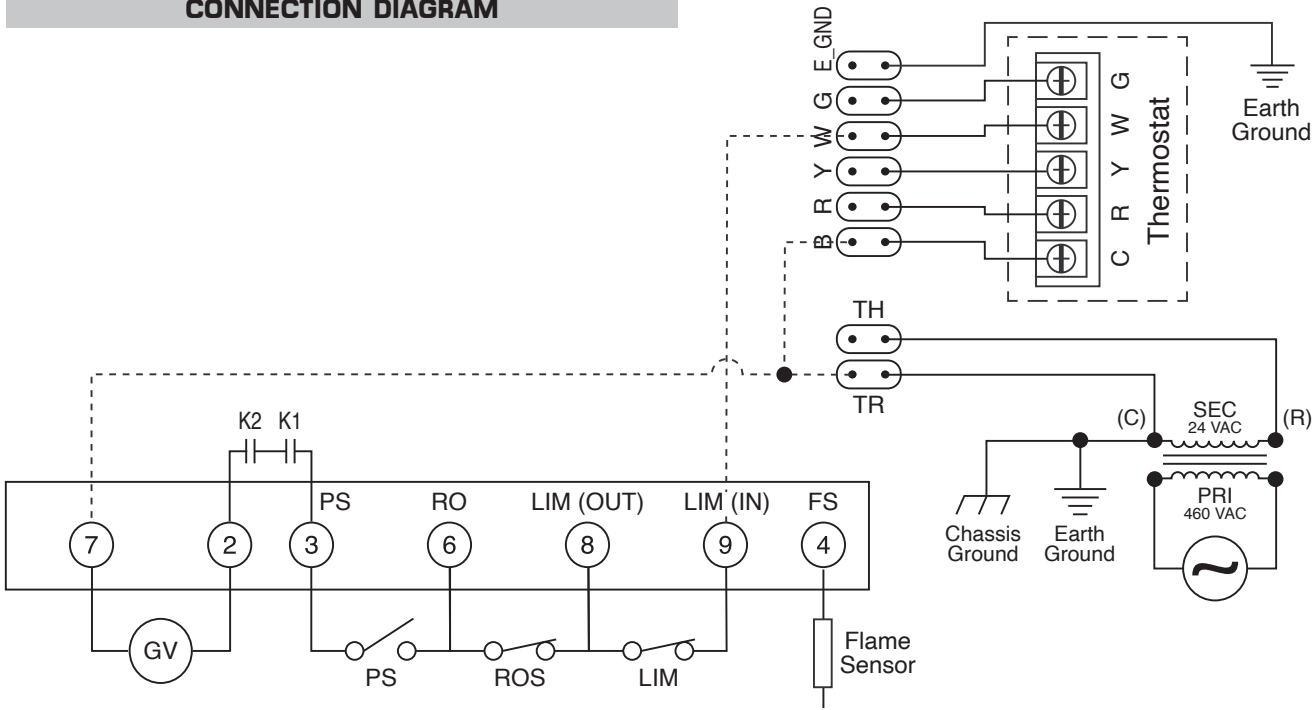 CONNECTION DIAGRAM
E_GND
G
W
Y
R
B
G
W
Y
R
C
Thermostat
Earth
Ground
TH
TR
(C)
SEC
24 VAC
(R)
PRI
460 VAC
Chassis
Ground
Earth
Ground
K2 K1
PS RO LIM (OUT) LIM (IN) FS
7 2 3 6 8 9 4
GV
PS ROS LIM
Flame
Sensor